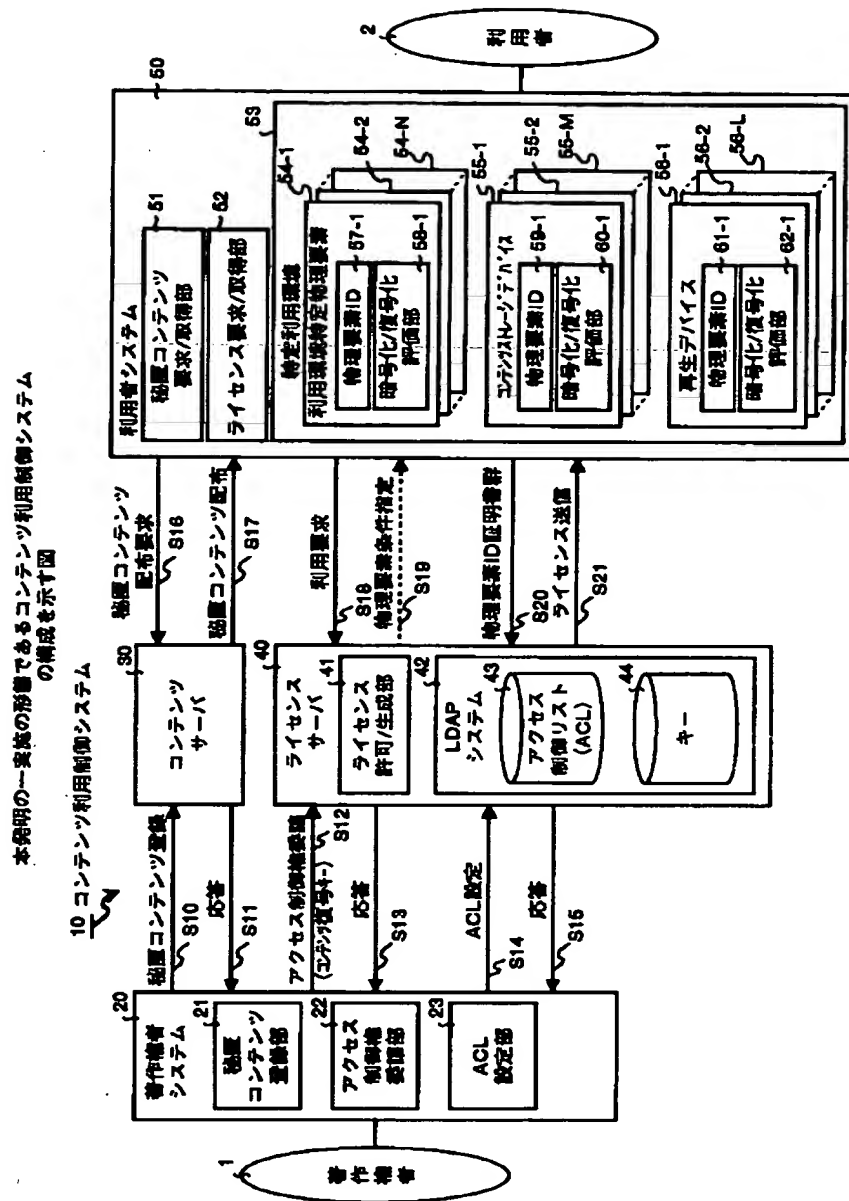 本発明の一実施の形態であるコンテンツ利用制御システム
の構成を示す図
10 コンテンツ利用制御システム
1
著作権者
20
著作権者
システム
21
秘匿
コンテンツ
登録部
22
アクセス
制御権
委譲部
23
ACL
設定部
秘匿コンテンツ登録
S10
応答
S11
アクセス制御権委譲
(コンテンツ復号キー)
S12
応答
S13
ACL設定
S14
応答
S15
30
コンテンツ
サーバ
40
ライセンス
サーバ
41
ライセンス
許可/生成部
42
LDAP
システム
43
アクセス
制御リスト
(ACL)
44
キー
秘匿コンテンツ
配布要求
S16
秘匿コンテンツ配布
S17
利用要求
S18
物理要素条件指定
S19
物理要素ID証明書群
S20
ライセンス送信
S21
50
利用者システム
51
秘匿コンテンツ
要求/取得部
52
ライセンス要求/取得部
53
特定利用環境
利用環境特定物理要素
54-1
54-2
54-N
物理要素ID
57-1
暗号化/復号化
評価部
58-1
コンテンツストレージデバイス
55-1
55-2
55-M
物理要素ID
59-1
暗号化/復号化
評価部
60-1
再生デバイス
56-1
56-2
56-L
物理要素ID
61-1
暗号化/復号化
評価部
62-1
2
利用者